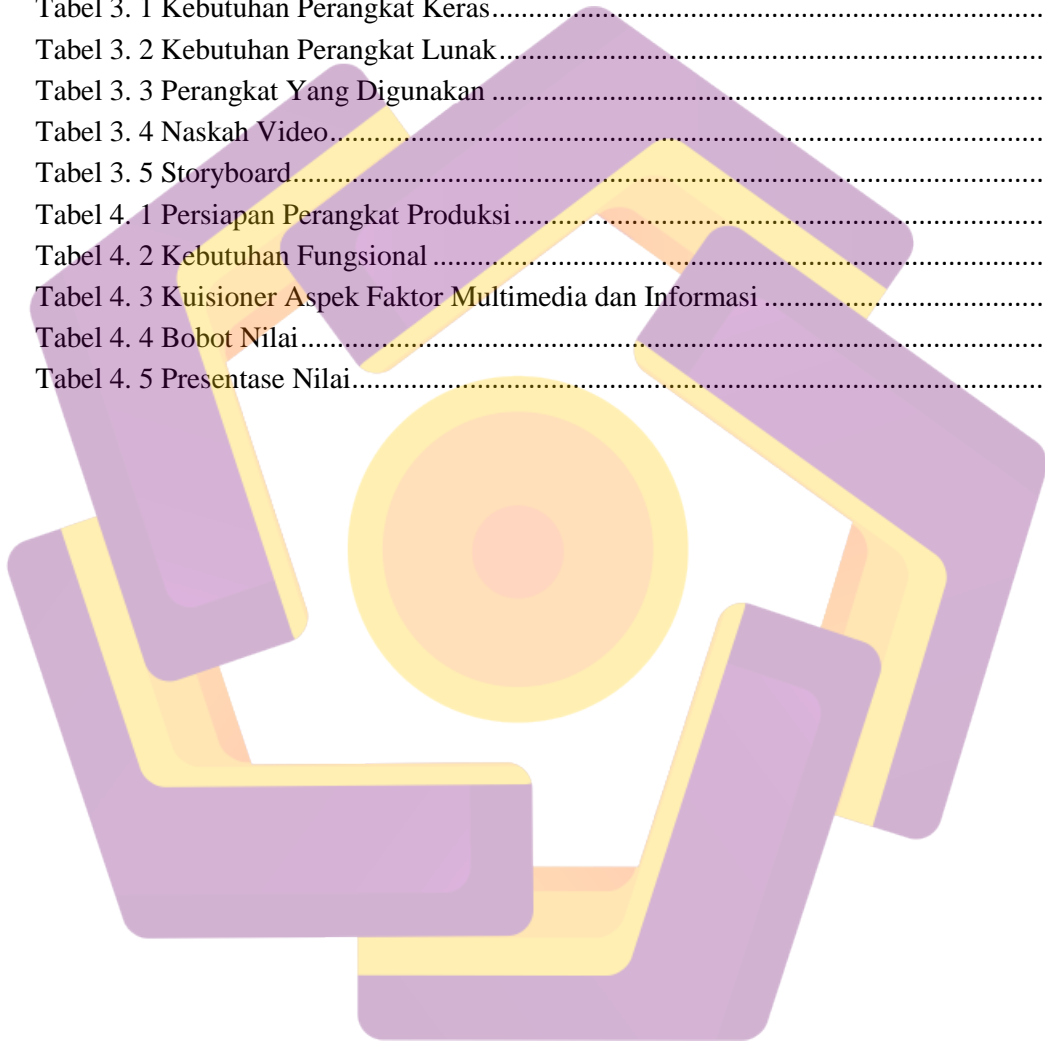 Tabel 3. 1 Kebutuhan Perangkat Keras........................................................................
Tabel 3. 2 Kebutuhan Perangkat Lunak.......................................................................
Tabel 3. 3 Perangkat Yang Digunakan ........................................................................
Tabel 3. 4 Naskah Video...............................................................................................
Tabel 3. 5 Storyboard....................................................................................................
Tabel 4. 1 Persiapan Perangkat Produksi.....................................................................
Tabel 4. 2 Kebutuhan Fungsional ................................................................................
Tabel 4. 3 Kuisioner Aspek Faktor Multimedia dan Informasi .....................................
Tabel 4. 4 Bobot Nilai...................................................................................................
Tabel 4. 5 Presentase Nilai...........................................................................................